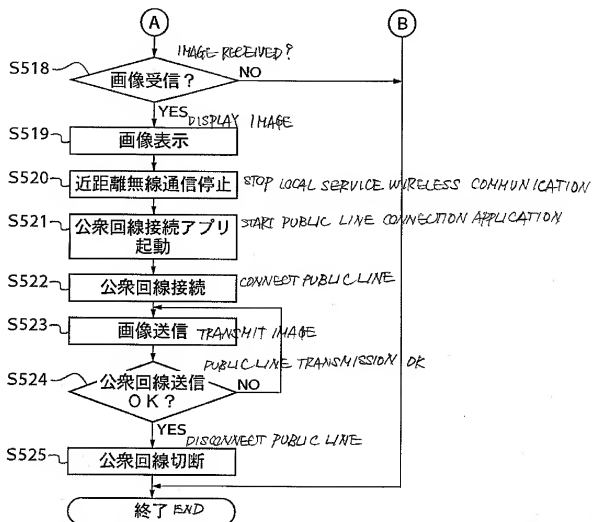 A
B
IMAGE-RECEIVED?
S518
画像受信?
NO
YES
DISPLAY IMAGE
S519
画像表示
S520
近距離無線通信停止
STOP LOCAL SERVICE WIRELESS COMMUNICATION
S521
公衆回線接続アプリ
起動
START PUBLIC LINE CONNECTION APPLICATION
S522
公衆回線接続
CONNECT PUBLIC LINE
S523
画像送信
TRANSMIT IMAGE
PUBLIC LINE TRANSMISSION OK
S524
公衆回線送信
OK?
NO
YES
DISCONNECT PUBLIC LINE
S525
公衆回線切断
終了 END